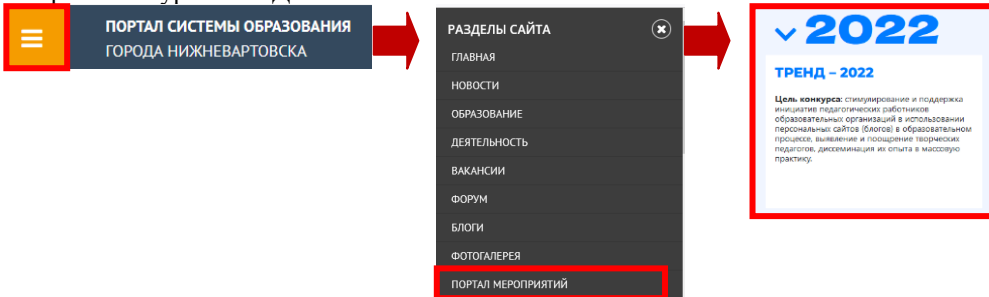 ПОРТАЛ СИСТЕМЫ ОБРАЗОВАНИЯ
ГОРОДА НИЖНЕВАРТОВСКА
РАЗДЕЛЫ САЙТА
ГЛАВНАЯ
НОВОСТИ
ОБРАЗОВАНИЕ
ДЕЯТЕЛЬНОСТЬ
ВАКАНСИИ
ФОРУМ
БЛОГИ
ФОТОГАЛЕРЕЯ
ПОРТАЛ МЕРОПРИЯТИЙ
2022
ТРЕНД – 2022
Цель конкурса: стимулирование и поддержка
инициатив педагогических работников
образовательных организаций в использовании
персональных сайтов (блогов) в образовательном
процессе, выявление и поощрение творческих
педагогов, диссеминация их опыта в массовую
практику.